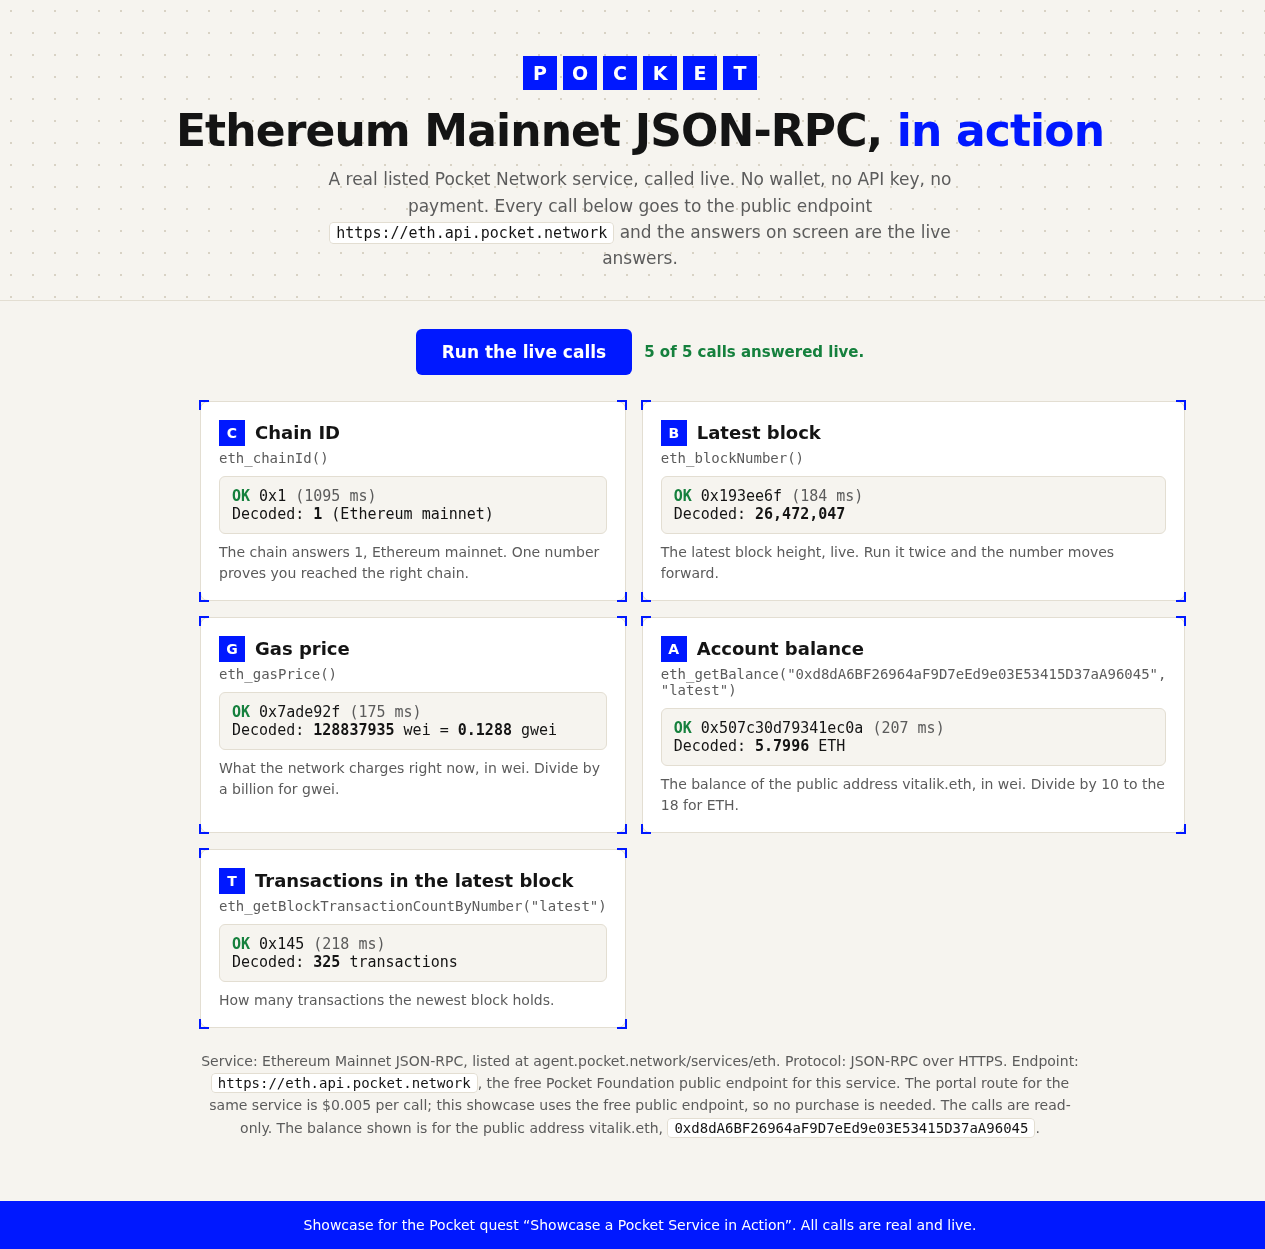 POCKET
Ethereum Mainnet JSON-RPC, in action
A real listed Pocket Network service, called live. No wallet, no API key, no
payment. Every call below goes to the public endpoint
https://eth.api.pocket.network and the answers on screen are the live
answers.
Run the live calls
5 of 5 calls answered live.
C Chain ID
eth_chainId()
OK 0x1 (1095 ms)
Decoded: 1 (Ethereum mainnet)
The chain answers 1, Ethereum mainnet. One number
proves you reached the right chain.
B Latest block
eth_blockNumber()
OK 0x193ee6f (184 ms)
Decoded: 26,472,047
The latest block height, live. Run it twice and the number moves
forward.
G Gas price
eth_gasPrice()
OK 0x7ade92f (175 ms)
Decoded: 128837935 wei = 0.1288 gwei
What the network charges right now, in wei. Divide by
a billion for gwei.
A Account balance
eth_getBalance("0xd8dA6BF26964aF9D7eEd9e03E53415D37aA96045",
"latest")
OK 0x507c30d79341ec0a (207 ms)
Decoded: 5.7996 ETH
The balance of the public address vitalik.eth, in wei. Divide by 10 to the
18 for ETH.
T Transactions in the latest block
eth_getBlockTransactionCountByNumber("latest")
OK 0x145 (218 ms)
Decoded: 325 transactions
How many transactions the newest block holds.
Service: Ethereum Mainnet JSON-RPC, listed at agent.pocket.network/services/eth. Protocol: JSON-RPC over HTTPS. Endpoint:
https://eth.api.pocket.network, the free Pocket Foundation public endpoint for this service. The portal route for the
same service is $0.005 per call; this showcase uses the free public endpoint, so no purchase is needed. The calls are read-
only. The balance shown is for the public address vitalik.eth, 0xd8dA6BF26964aF9D7eEd9e03E53415D37aA96045.
Showcase for the Pocket quest “Showcase a Pocket Service in Action”. All calls are real and live.